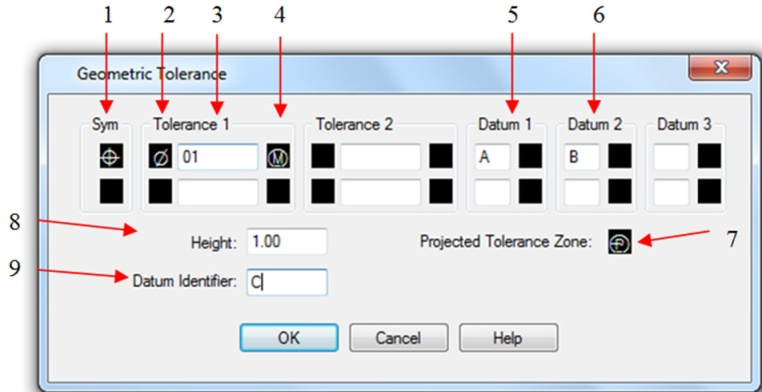 1 2 3 4 5 6
Geometric Tolerance
Sym Tolerance 1 Tolerance 2 Datum 1 Datum 2 Datum 3
⌖ ∅ 01 Ⓜ A B
8 Height: 1.00 Projected Tolerance Zone: Ⓟ 7
9 Datum Identifier: C
OK Cancel Help